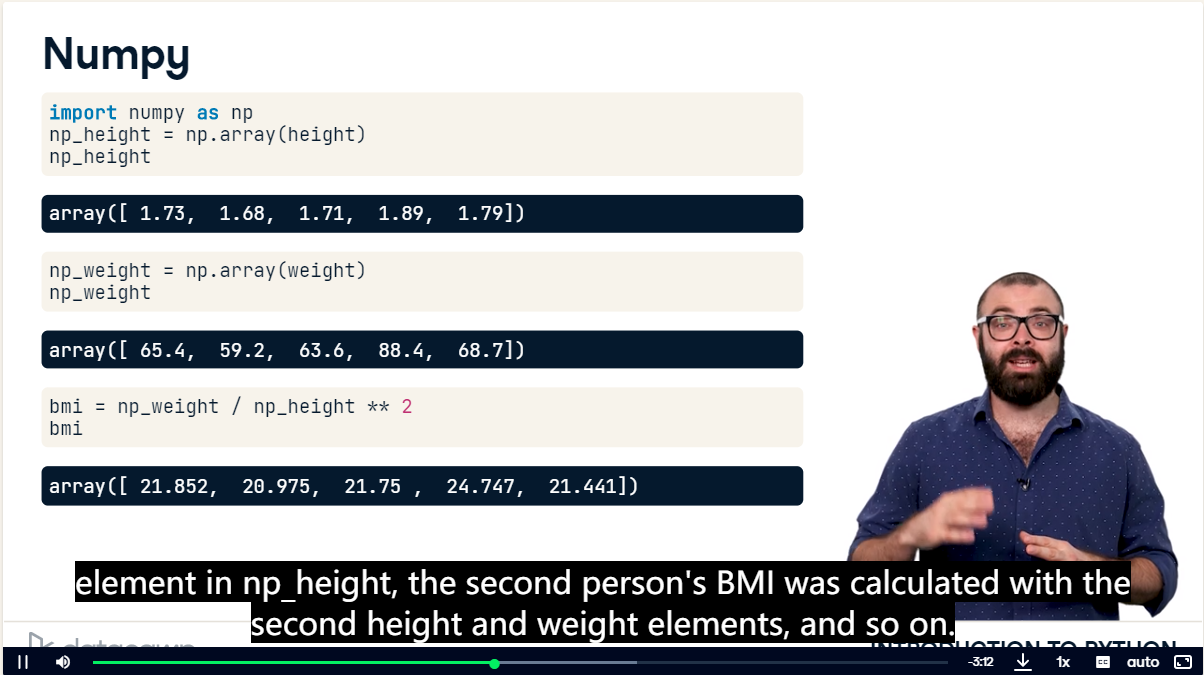 Numpy
import numpy as np
np_height = np.array(height)
np_height
array([ 1.73,  1.68,  1.71,  1.89,  1.79])
np_weight = np.array(weight)
np_weight
array([ 65.4,  59.2,  63.6,  88.4,  68.7])
bmi = np_weight / np_height ** 2
bmi
array([ 21.852,  20.975,  21.75 ,  24.747,  21.441])
element in np_height, the second person's BMI was calculated with the
second height and weight elements, and so on.
datacamp
INTRODUCTION TO PYTHON
-3:12
1x
CC
auto